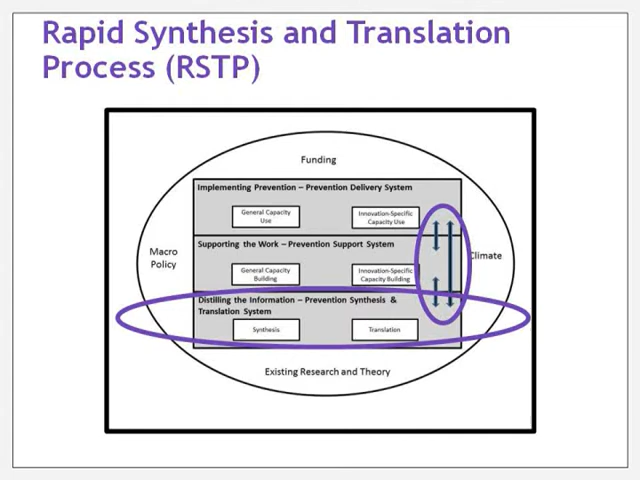 Rapid Synthesis and Translation
Process (RSTP)
Funding
Implementing Prevention – Prevention Delivery System
General Capacity
Use
Innovation-Specific
Capacity Use
Macro
Policy
Supporting the Work – Prevention Support System
General Capacity
Building
Innovation-Specific
Capacity Building
Climate
Distilling the Information – Prevention Synthesis &
Translation System
Synthesis
Translation
Existing Research and Theory